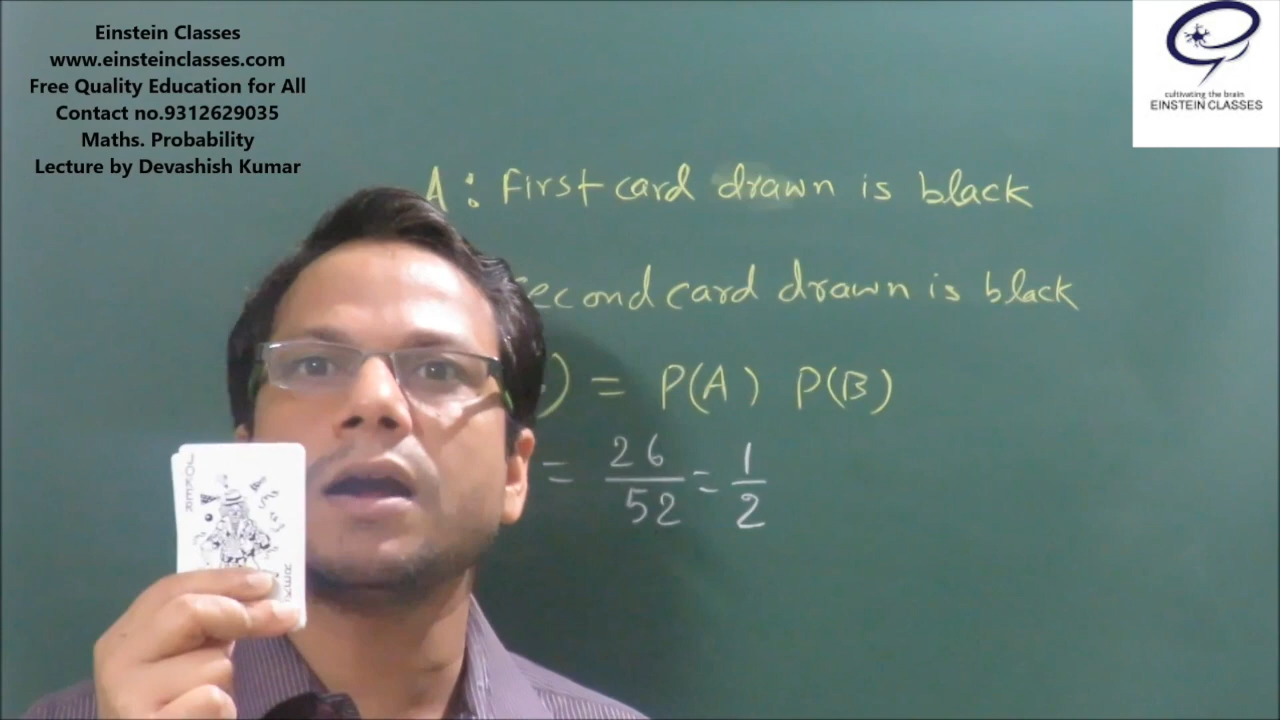 Einstein Classes
www.einsteinclasses.com
Free Quality Education for All
Contact no.9312629035
Maths. Probability
Lecture by Devashish Kumar
cultivating the brain
EINSTEIN CLASSES
A: First card drawn is black
second card drawn is black
) = P(A) P(B)
= 26/52 = 1/2
JOKER
JOKER